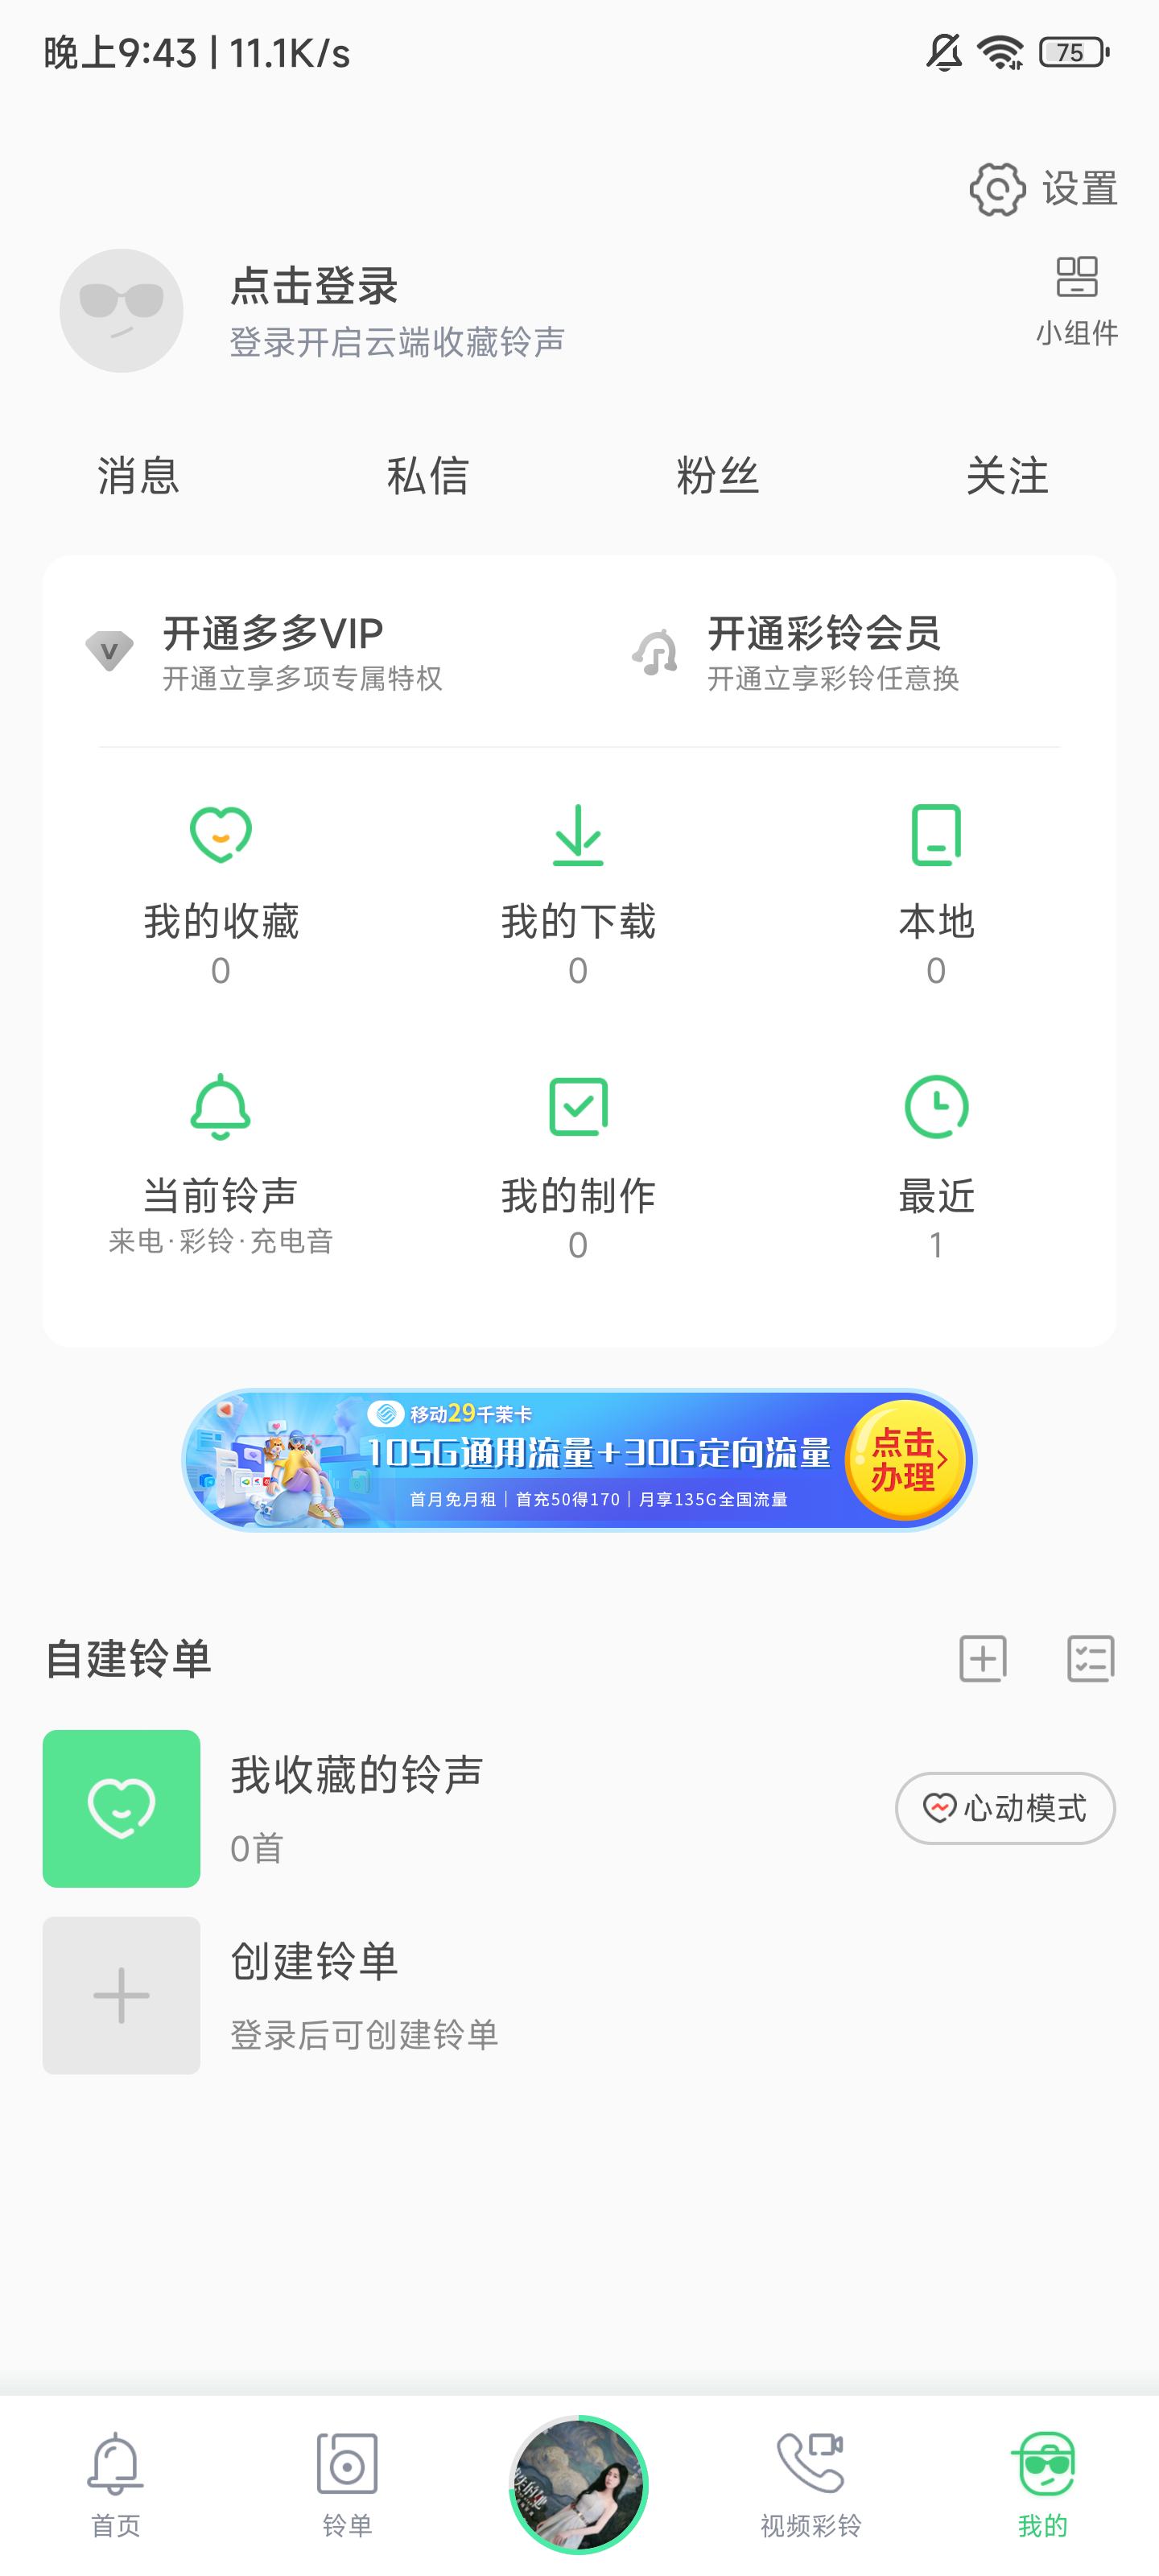 晚上9:43 | 11.1K/s
75
设置
点击登录
登录开启云端收藏铃声
小组件
消息
私信
粉丝
关注
开通多多VIP
开通立享多项专属特权
开通彩铃会员
开通立享彩铃任意换
我的收藏
0
我的下载
0
本地
0
当前铃声
来电·彩铃·充电音
我的制作
0
最近
1
移动29千茉卡
105G通用流量+30G定向流量
首月免月租｜首充50得170｜月享135G全国流量
点击
办理
自建铃单
我收藏的铃声
0首
心动模式
创建铃单
登录后可创建铃单
首页
铃单
视频彩铃
我的